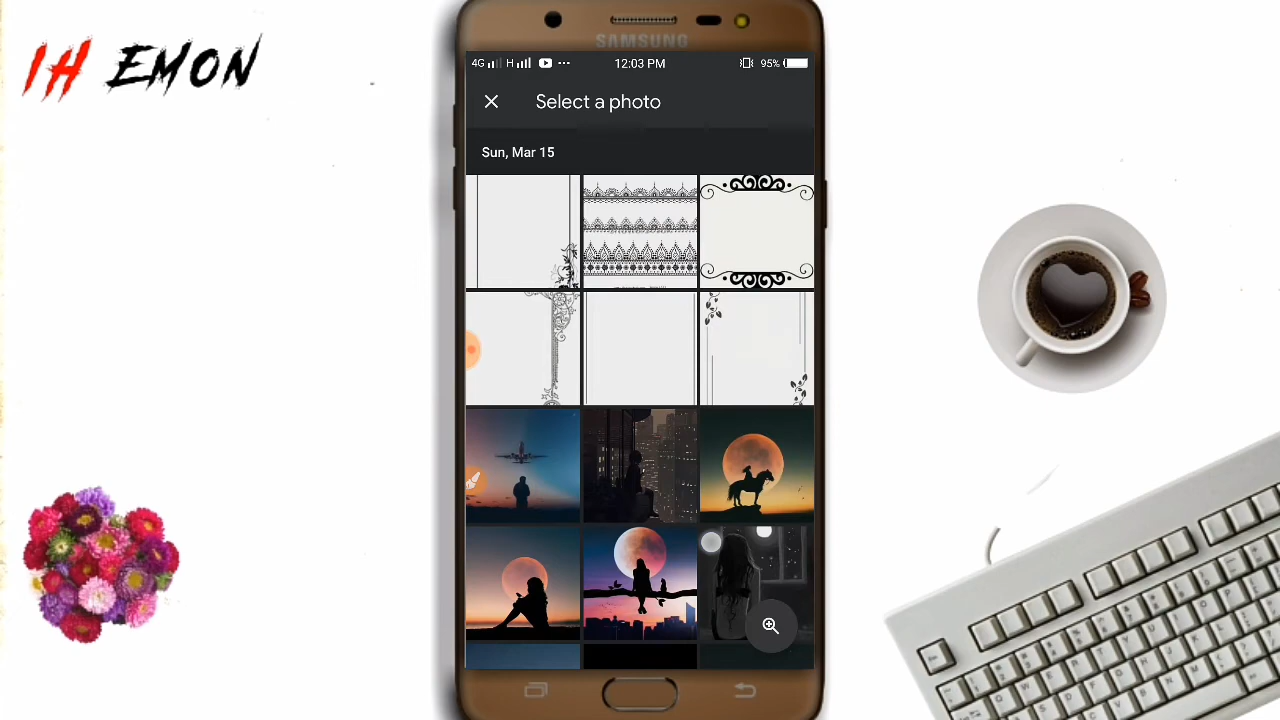 IH EMON
SAMSUNG
4G H 12:03 PM 95%
Select a photo
Sun, Mar 15